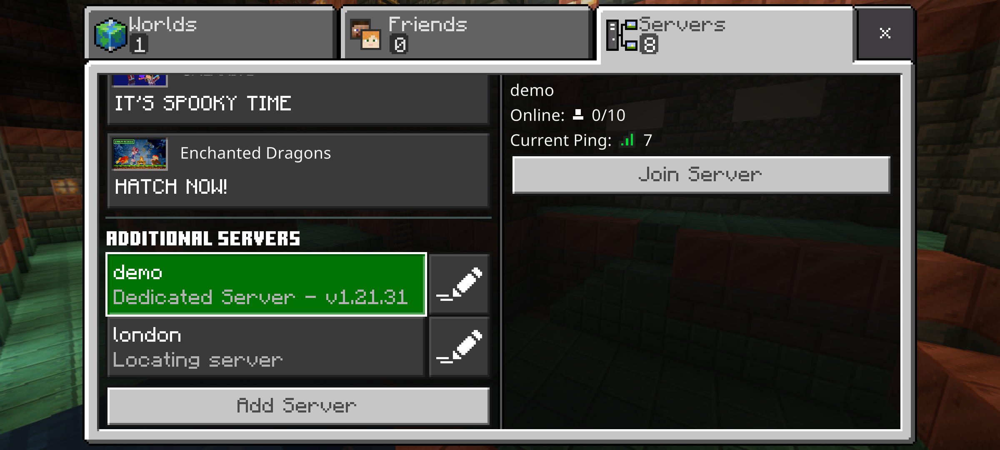 Worlds
1
Friends
0
Servers
8
IT'S SPOOKY TIME
EARLY ACCESS
Enchanted Dragons
HATCH NOW!
ADDITIONAL SERVERS
demo
Dedicated Server - v1.21.31
london
Locating server
Add Server
demo
Online: 0/10
Current Ping: 7
Join Server